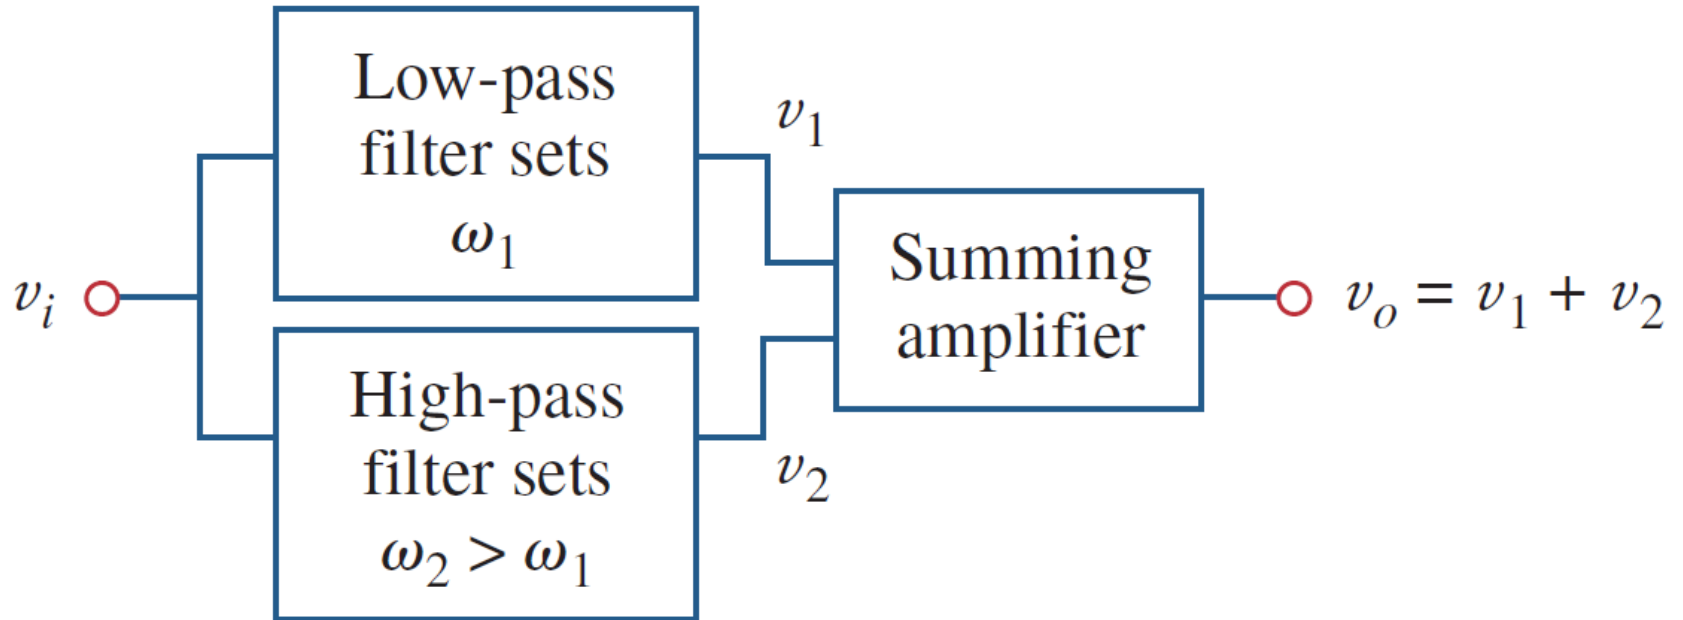 Low-pass
filter sets
ω₁
v₁
vᵢ
High-pass
filter sets
ω₂ > ω₁
v₂
Summing
amplifier
vₒ = v₁ + v₂